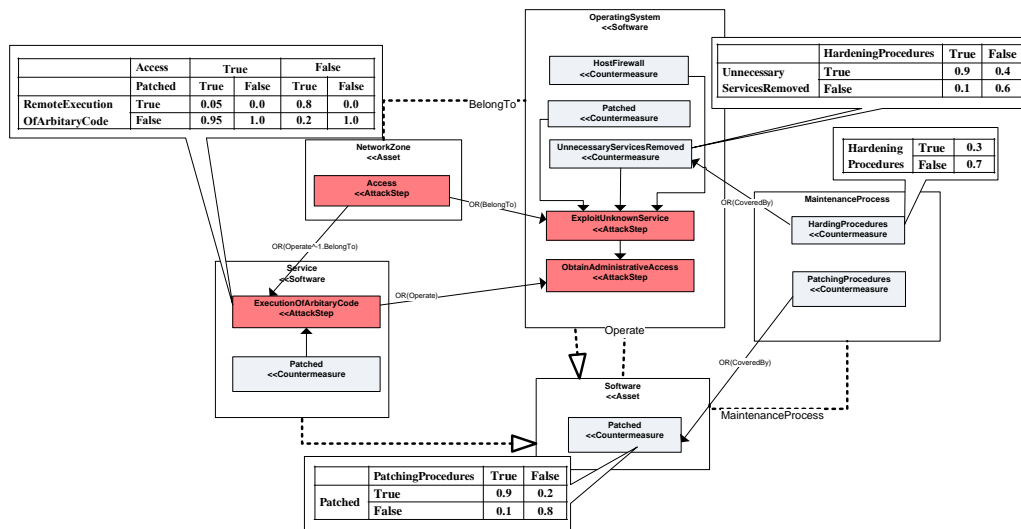 OperatingSystem
<<Software
HostFirewall
<<Countermeasure
Patched
<<Countermeasure
UnnecessaryServicesRemoved
<<Countermeasure
ExploitUnknownService
<<AttackStep
ObtainAdministrativeAccess
<<AttackStep
Access True False
Patched True False True False
RemoteExecution True 0.05 0.0 0.8 0.0
OfArbitaryCode False 0.95 1.0 0.2 1.0
HardeningProcedures True False
Unnecessary True 0.9 0.4
ServicesRemoved False 0.1 0.6
Hardening True 0.3
Procedures False 0.7
BelongTo
NetworkZone
<<Asset
Access
<<AttackStep
OR(BelongTo)
OR(CoveredBy)
MaintenanceProcess
HardingProcedures
<<Countermeasure
PatchingProcedures
<<Countermeasure
OR(Operate~1.BelongTo)
Service
<<Software
ExecutionOfArbitaryCode
<<AttackStep
OR(Operate)
Patched
<<Countermeasure
Operate
OR(CoveredBy)
Software
<<Asset
Patched
<<Countermeasure
MaintenanceProcess
PatchingProcedures True False
Patched True 0.9 0.2
False 0.1 0.8